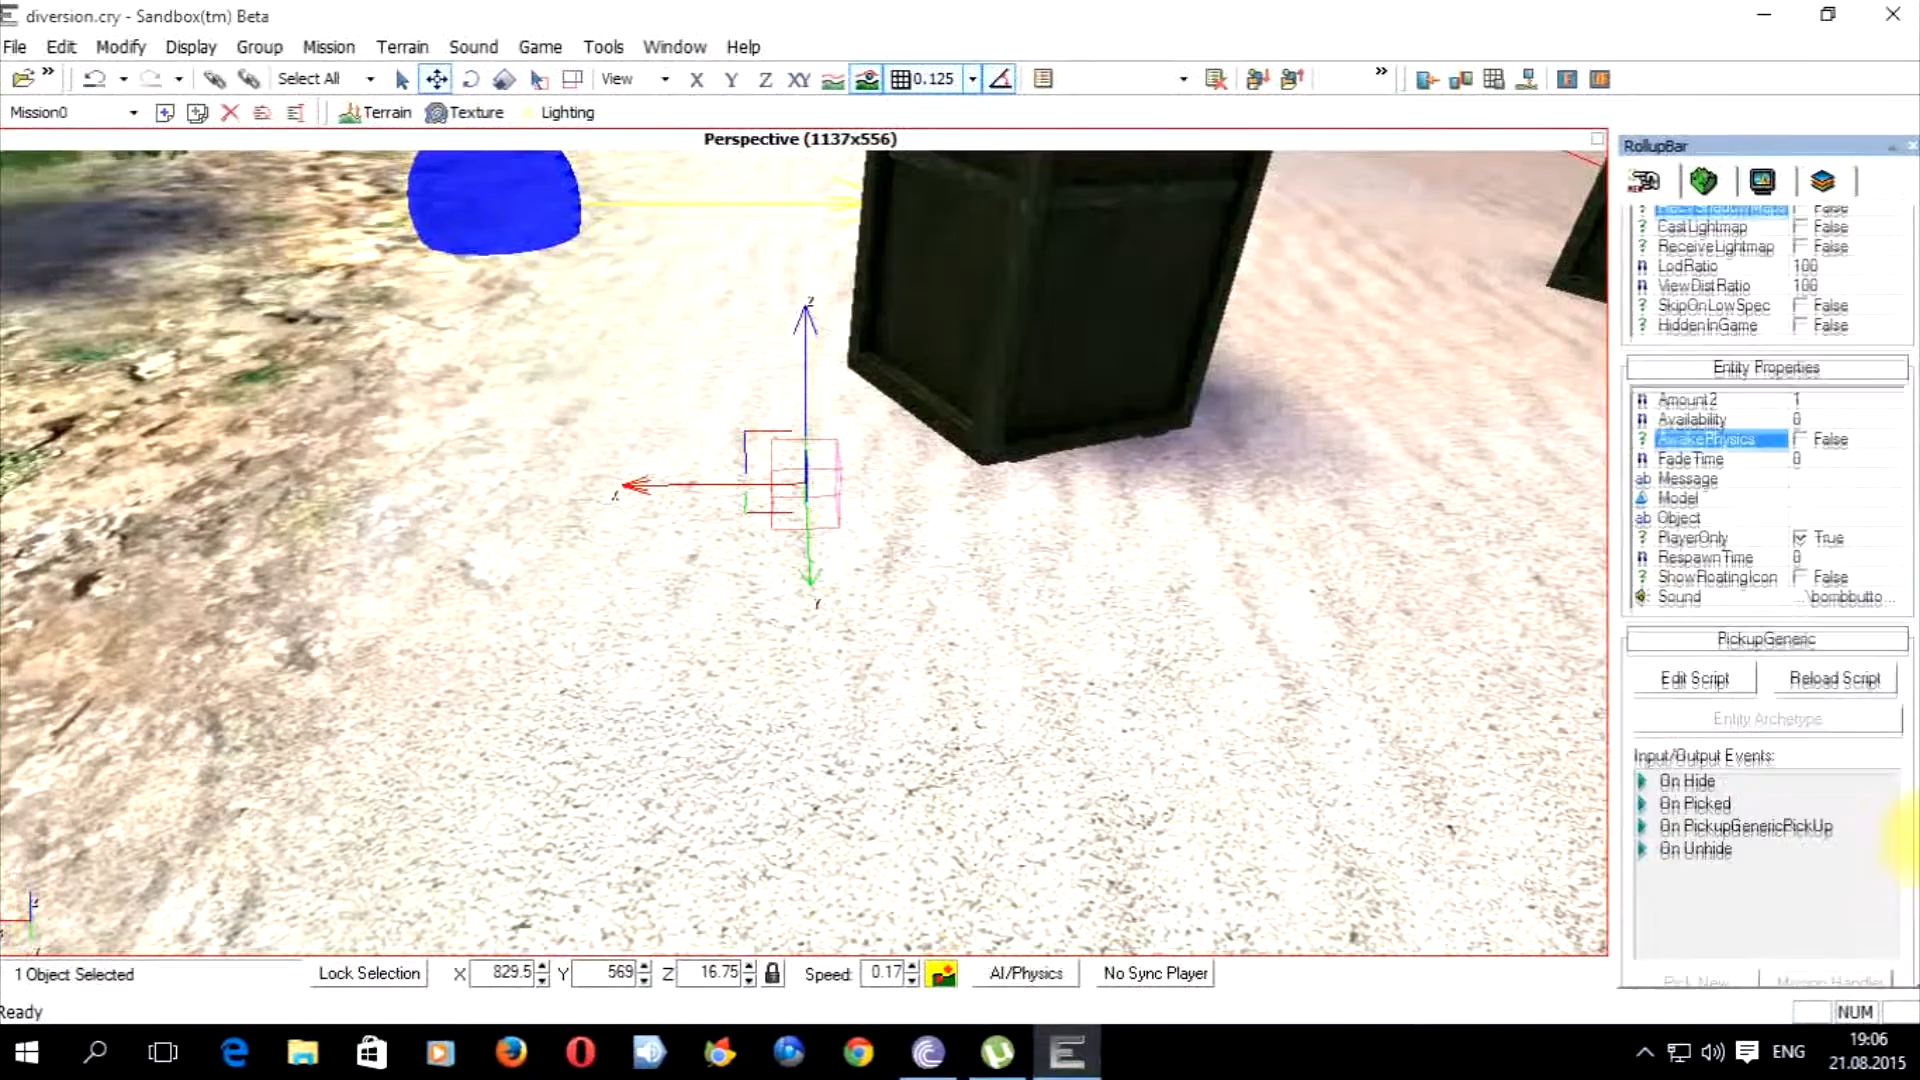 diversion.cry - Sandbox(tm) Beta
File Edit Modify Display Group Mission Terrain Sound Game Tools Window Help
Select All View X Y Z XY 0.125
Mission0 Terrain Texture Lighting
Perspective (1137x556)
RollupBar
RecvShadowMaps False
CastLightmap False
ReceiveLightmap False
LodRatio 100
ViewDistRatio 100
SkipOnLowSpec False
HiddenInGame False
Entity Properties
Amount2 1
Availability 0
AwakePhysics False
FadeTime 0
ab Message
Model
ab Object
PlayerOnly True
RespawnTime 0
ShowFloatingIcon False
Sound ...\bombbutto...
PickupGeneric
Edit Script Reload Script
Entity Archetype
Input/Output Events:
On Hide
On Picked
On PickupGenericPickUp
On Unhide
Pick New
z
x
Y
z
1 Object Selected Lock Selection X 829.5 Y 569 Z 16.75 Speed: 0.17 AI/Physics No Sync Player
Ready
NUM
ENG
19:06
21.08.2015